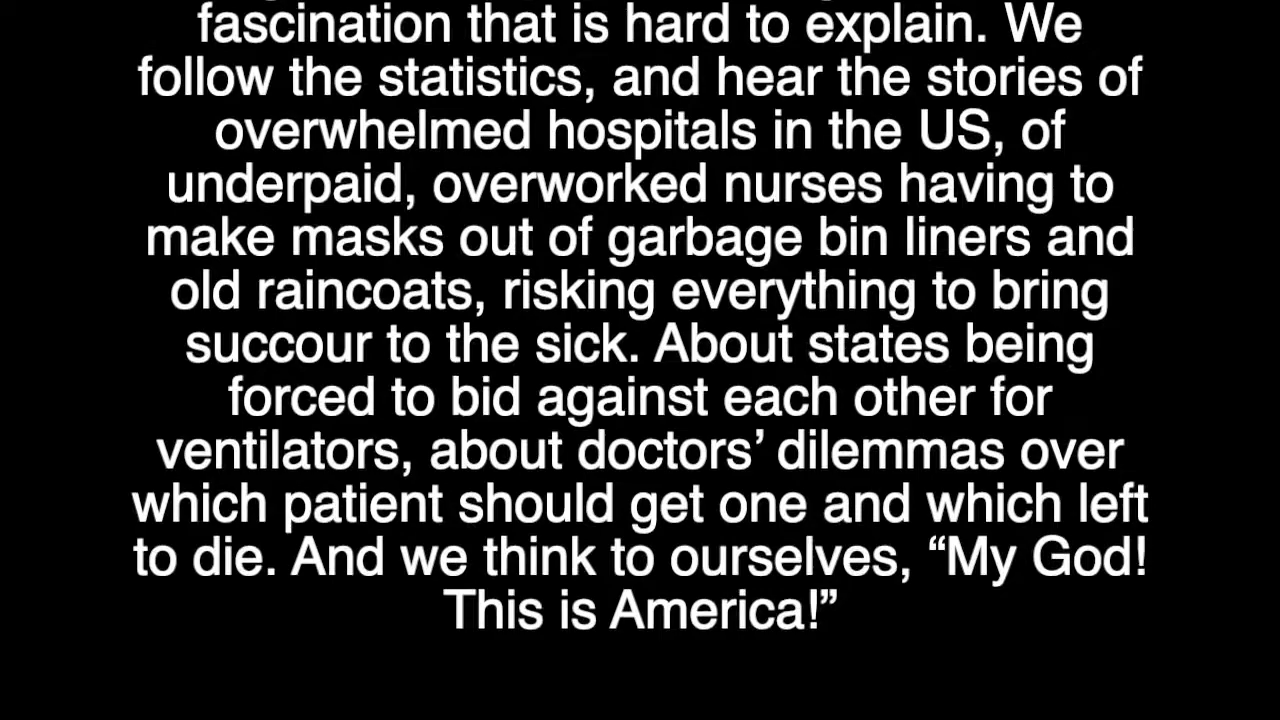 fascination that is hard to explain. We
follow the statistics, and hear the stories of
overwhelmed hospitals in the US, of
underpaid, overworked nurses having to
make masks out of garbage bin liners and
old raincoats, risking everything to bring
succour to the sick. About states being
forced to bid against each other for
ventilators, about doctors’ dilemmas over
which patient should get one and which left
to die. And we think to ourselves, “My God!
This is America!”